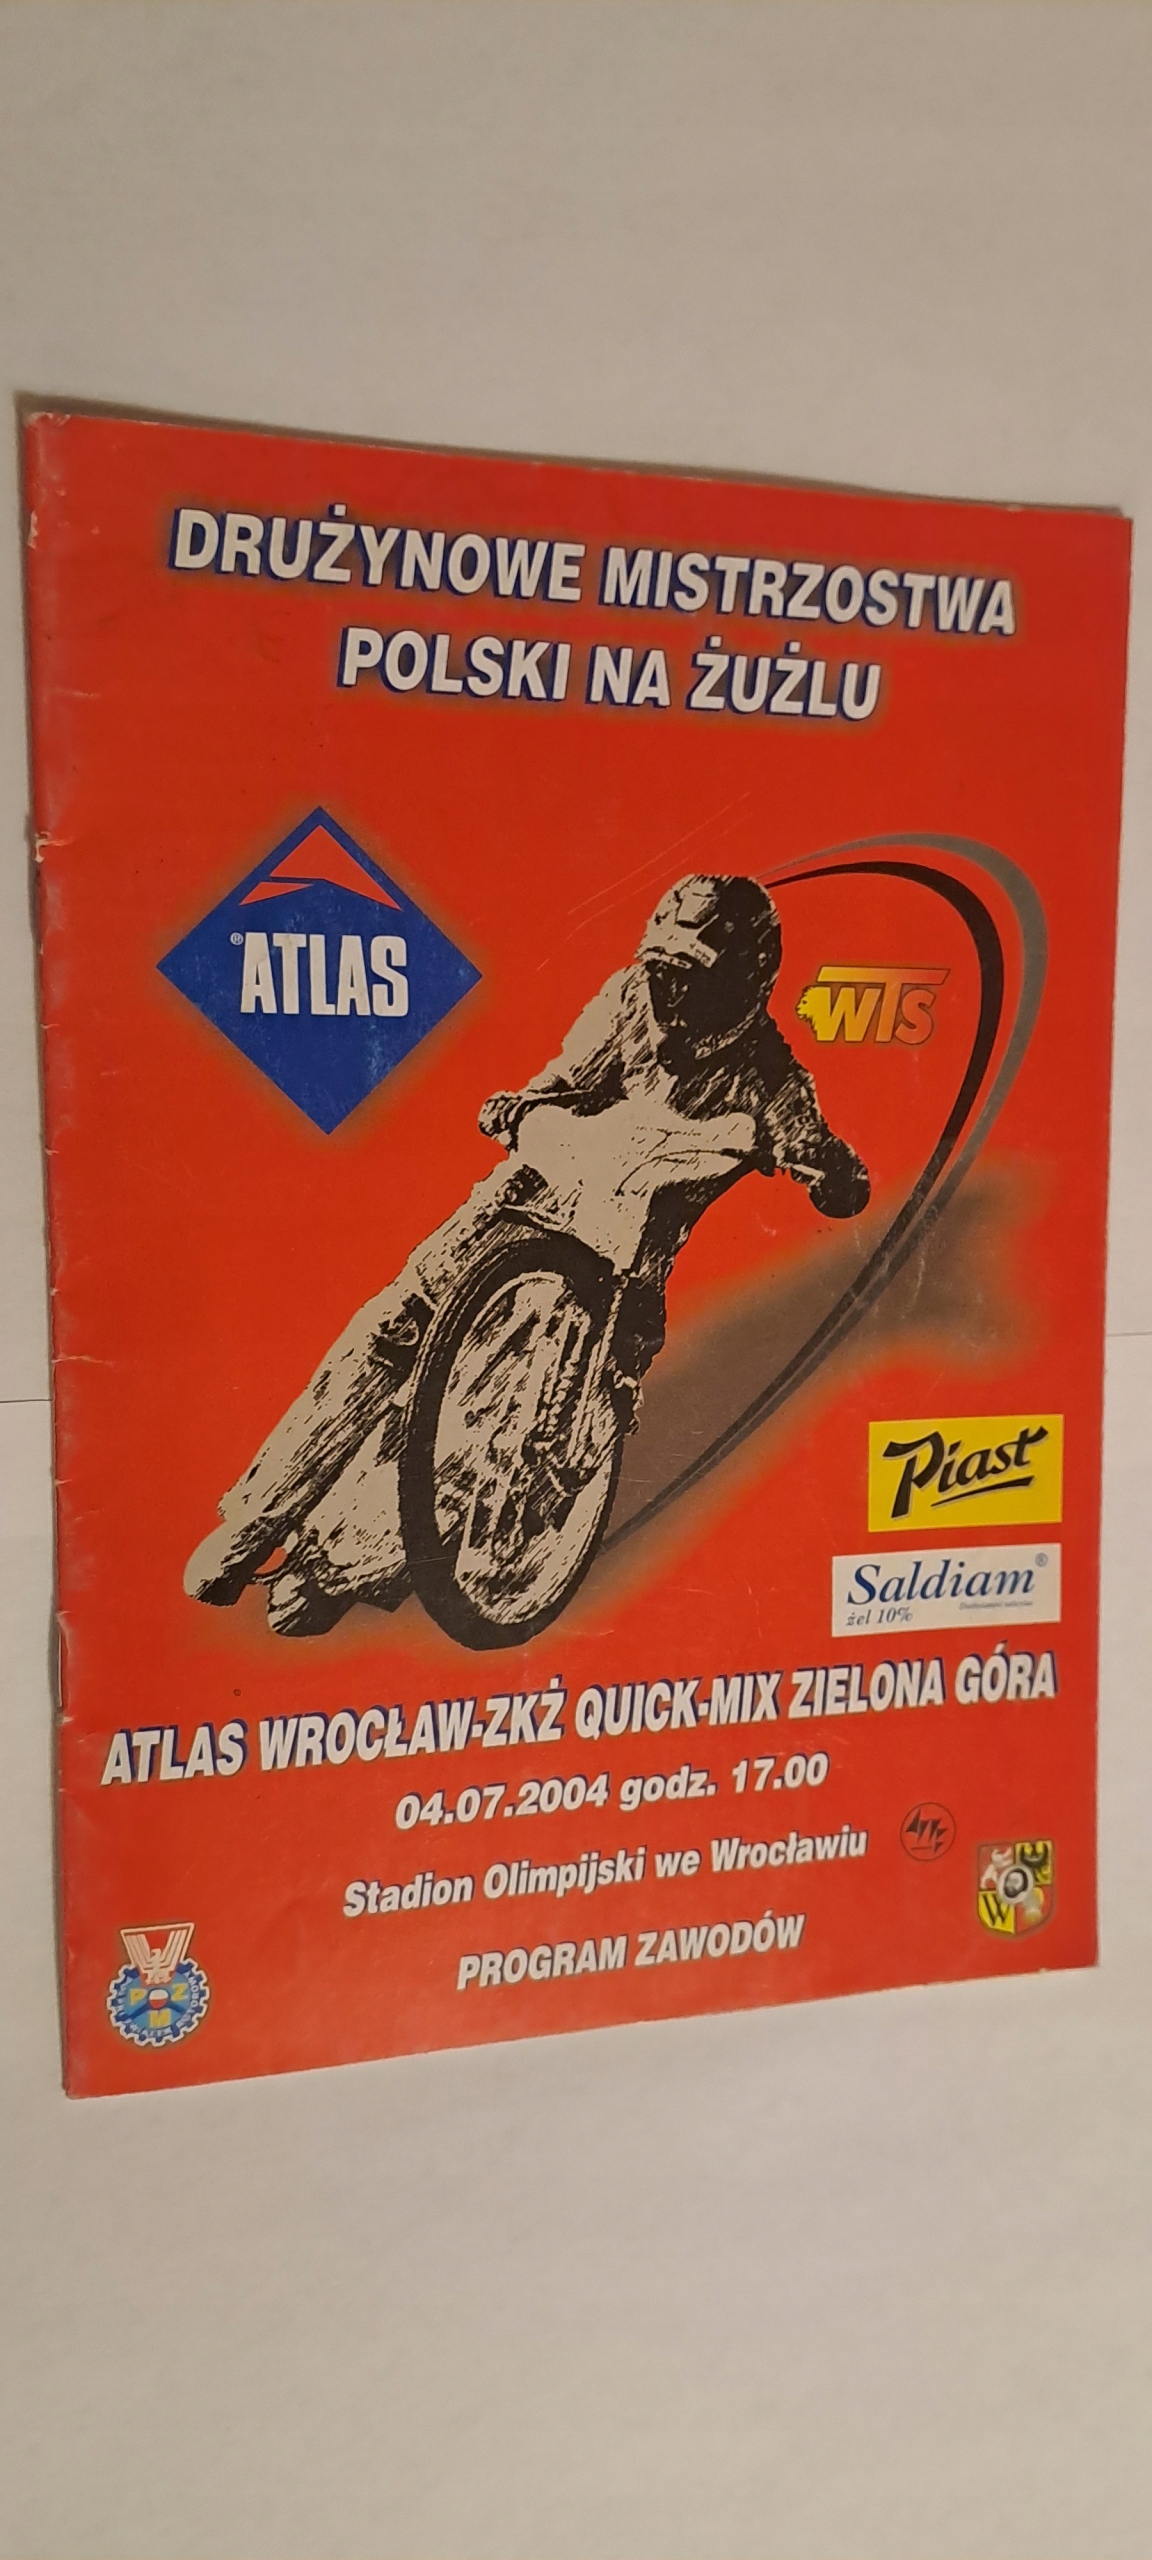 DRUŻYNOWE MISTRZOSTWA
POLSKI NA ŻUŻLU
®ATLAS
WTS
Piast
Saldiam®
żel 10%
ATLAS WROCŁAW-ZKŻ QUICK-MIX ZIELONA GÓRA
04.07.2004 godz. 17.00
Stadion Olimpijski we Wrocławiu
W
PROGRAM ZAWODÓW
PZM